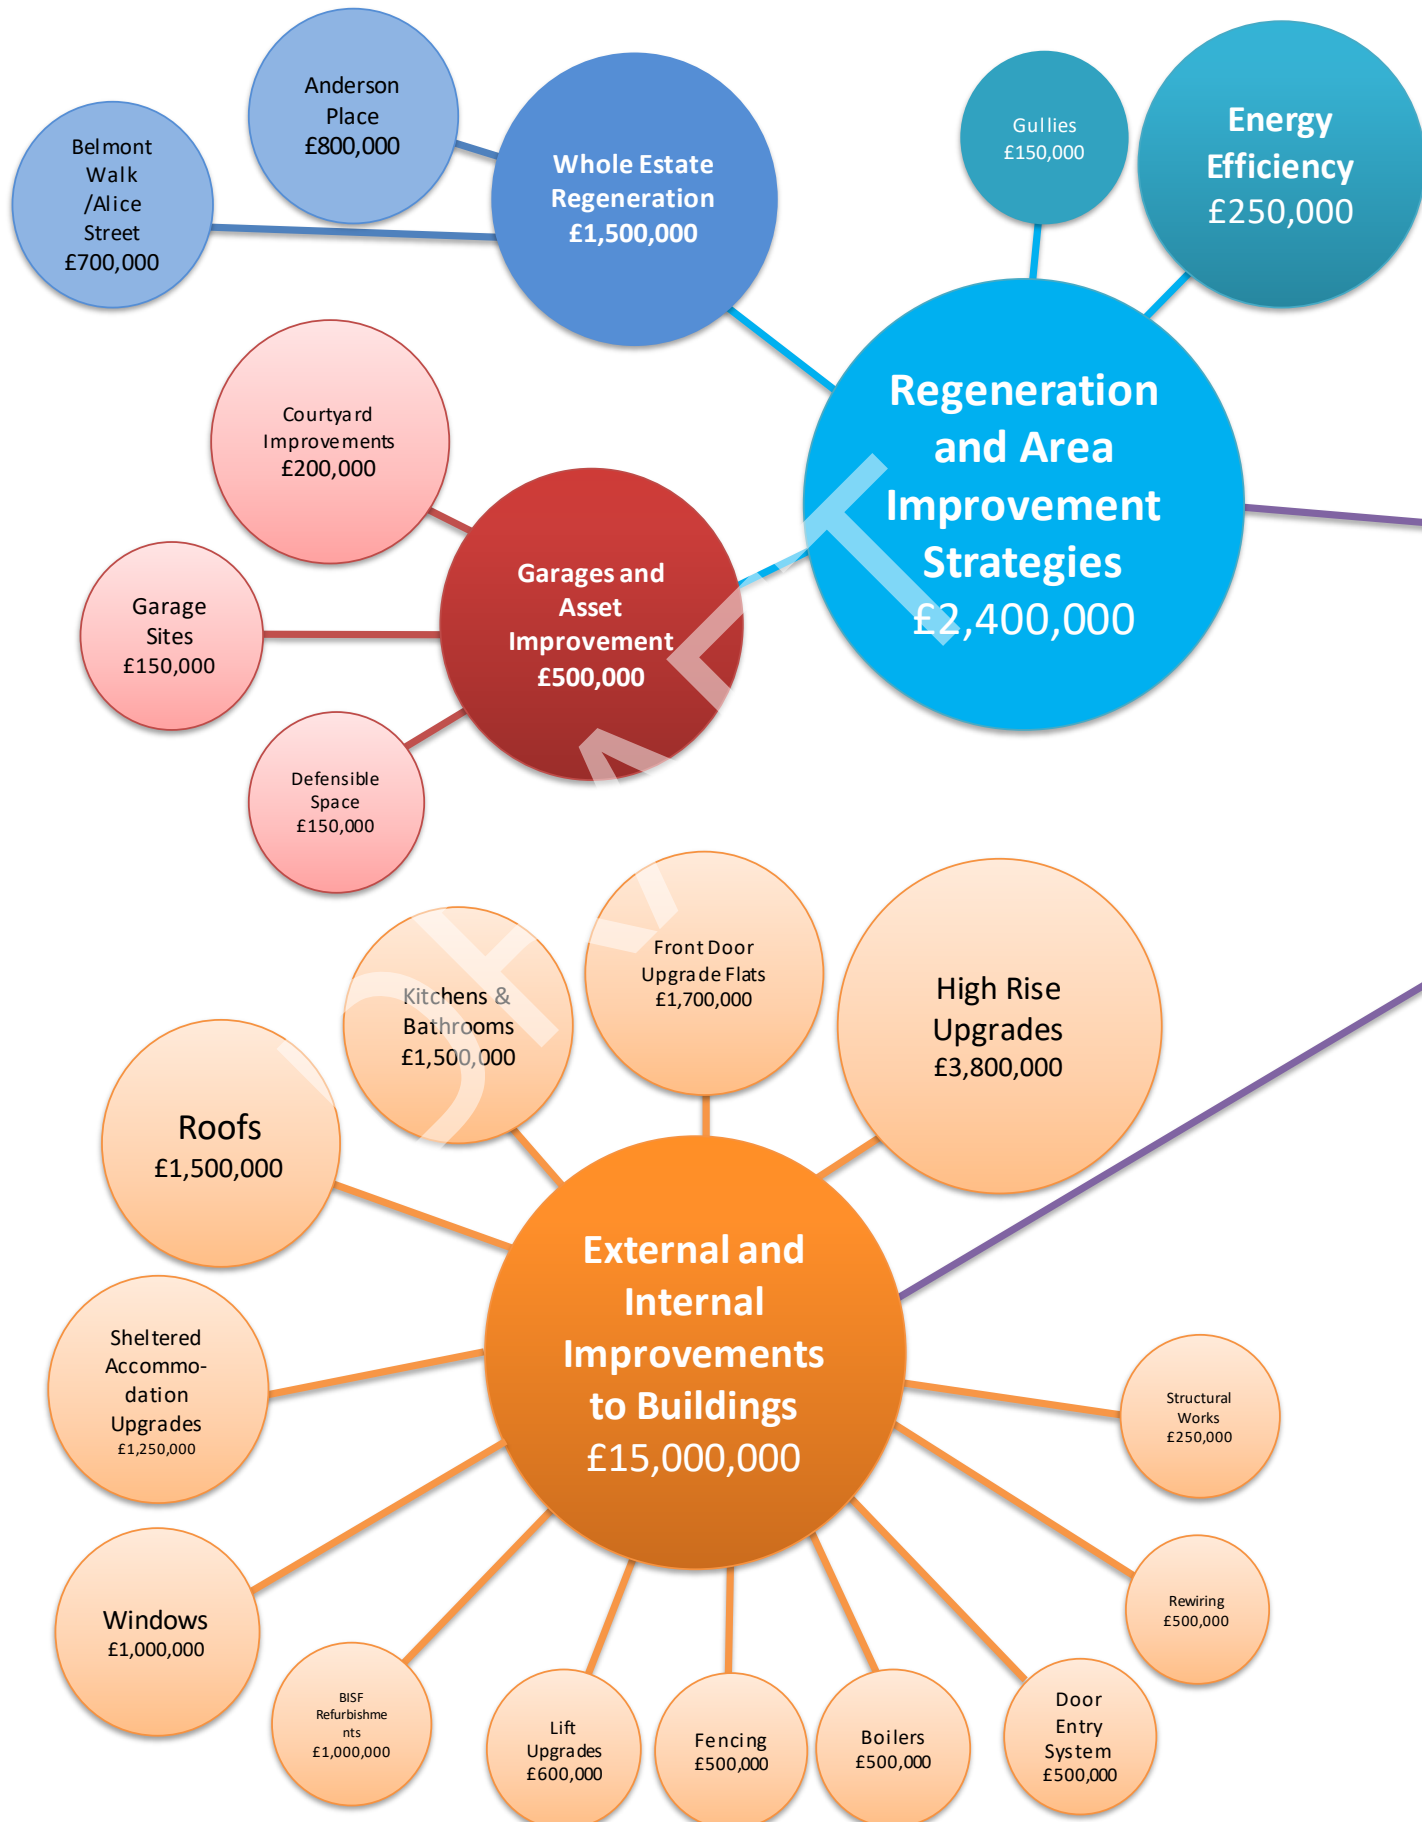 Anderson
Place
£800,000
Belmont
Walk
/Alice
Street
£700,000
Whole Estate
Regeneration
£1,500,000
Gullies
£150,000
Energy
Efficiency
£250,000
Regeneration
and Area
Improvement
Strategies
£2,400,000
Courtyard
Improvements
£200,000
Garages and
Asset
Improvement
£500,000
Garage
Sites
£150,000
Defensible
Space
£150,000
Front Door
Upgrade Flats
£1,700,000
High Rise
Upgrades
£3,800,000
Kitchens &
Bathrooms
£1,500,000
Roofs
£1,500,000
External and
Internal
Improvements
to Buildings
£15,000,000
Sheltered
Accommo-
dation
Upgrades
£1,250,000
Structural
Works
£250,000
Windows
£1,000,000
Rewiring
£500,000
BISF
Refurbishme
nts
£1,000,000
Lift
Upgrades
£600,000
Fencing
£500,000
Boilers
£500,000
Door
Entry
System
£500,000